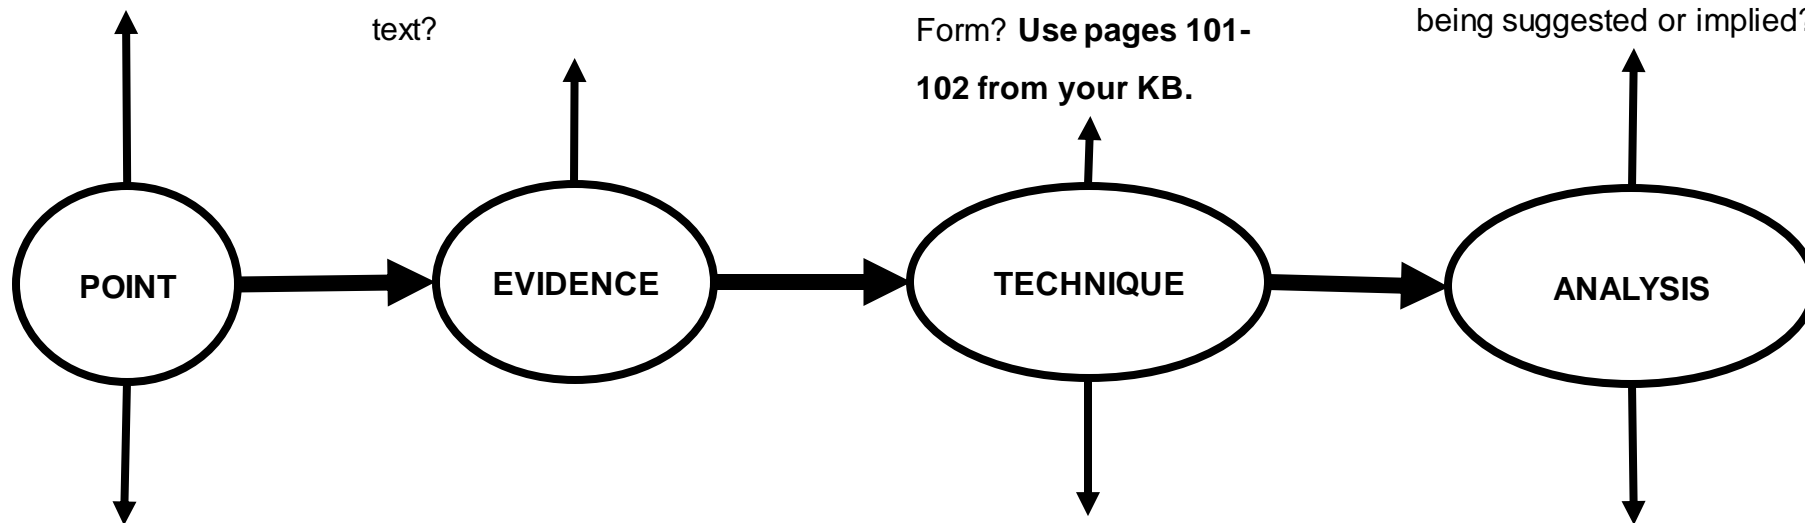 text?
Form? Use pages 101-
102 from your KB.
being suggested or implied?
POINT
EVIDENCE
TECHNIQUE
ANALYSIS